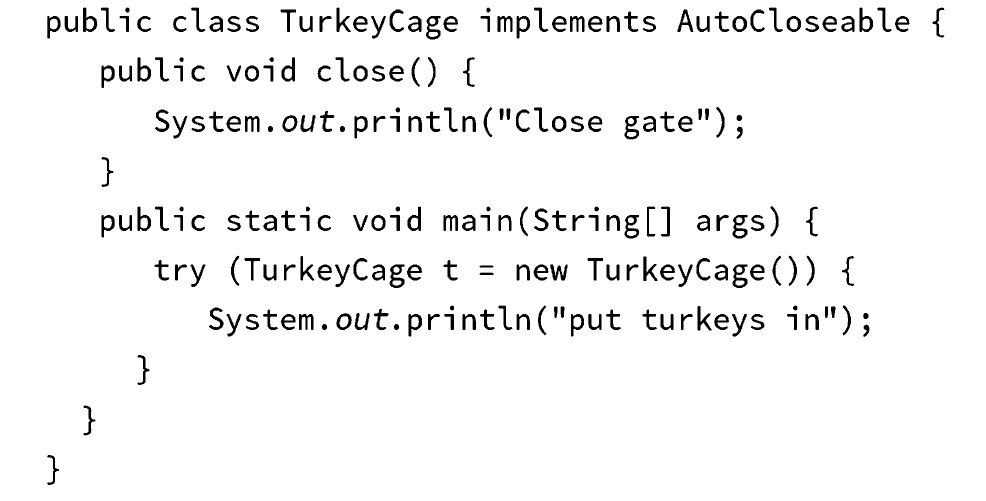 public class TurkeyCage implements AutoCloseable {
   public void close() {
      System.out.println("Close gate");
   }
   public static void main(String[] args) {
      try (TurkeyCage t = new TurkeyCage()) {
         System.out.println("put turkeys in");
     }
  }
}